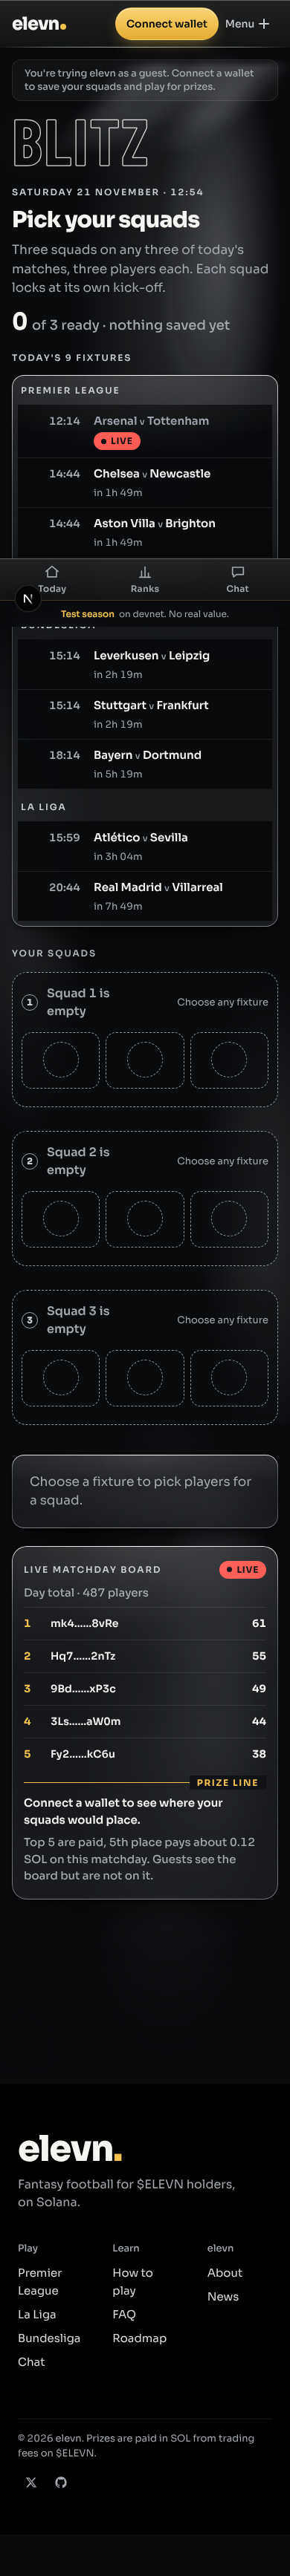 elevn.
Connect wallet
Menu
You're trying elevn as a guest. Connect a wallet
to save your squads and play for prizes.
BLITZ
SATURDAY 21 NOVEMBER · 12:54
Pick your squads
Three squads on any three of today's
matches, three players each. Each squad
locks at its own kick-off.
0 of 3 ready · nothing saved yet
TODAY'S 9 FIXTURES
PREMIER LEAGUE
12:14 Arsenal v Tottenham
LIVE
14:44 Chelsea v Newcastle
in 1h 49m
14:44 Aston Villa v Brighton
in 1h 49m
Today
Ranks
Chat
N
Test season on devnet. No real value.
BUNDESLIGA
15:14 Leverkusen v Leipzig
in 2h 19m
15:14 Stuttgart v Frankfurt
in 2h 19m
18:14 Bayern v Dortmund
in 5h 19m
LA LIGA
15:59 Atlético v Sevilla
in 3h 04m
20:44 Real Madrid v Villarreal
in 7h 49m
YOUR SQUADS
1 Squad 1 is
empty
Choose any fixture
2 Squad 2 is
empty
Choose any fixture
3 Squad 3 is
empty
Choose any fixture
Choose a fixture to pick players for
a squad.
LIVE MATCHDAY BOARD
LIVE
Day total · 487 players
1 mk4......8vRe 61
2 Hq7......2nTz 55
3 9Bd......xP3c 49
4 3Ls......aW0m 44
5 Fy2......kC6u 38
PRIZE LINE
Connect a wallet to see where your
squads would place.
Top 5 are paid, 5th place pays about 0.12
SOL on this matchday. Guests see the
board but are not on it.
elevn.
Fantasy football for $ELEVN holders,
on Solana.
Play
Premier
League
La Liga
Bundesliga
Chat
Learn
How to
play
FAQ
Roadmap
elevn
About
News
© 2026 elevn. Prizes are paid in SOL from trading
fees on $ELEVN.